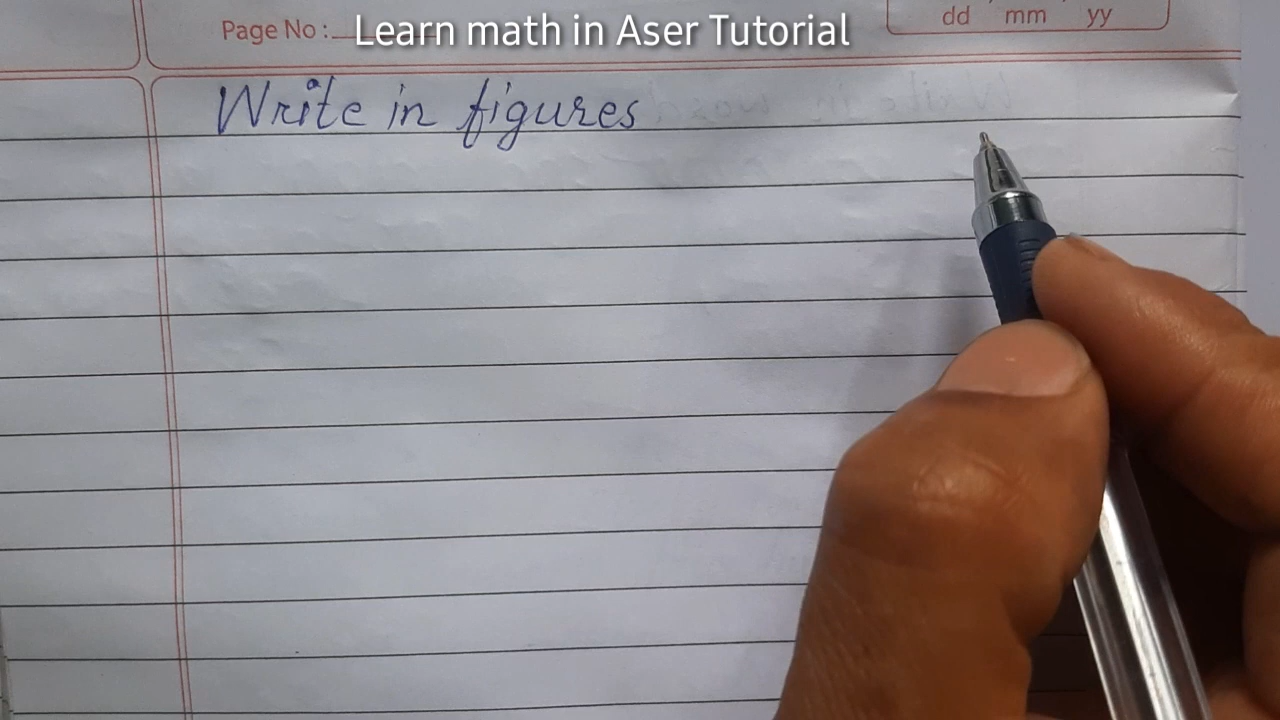 Page No :
Learn math in Aser Tutorial
dd mm yy
Write in figures